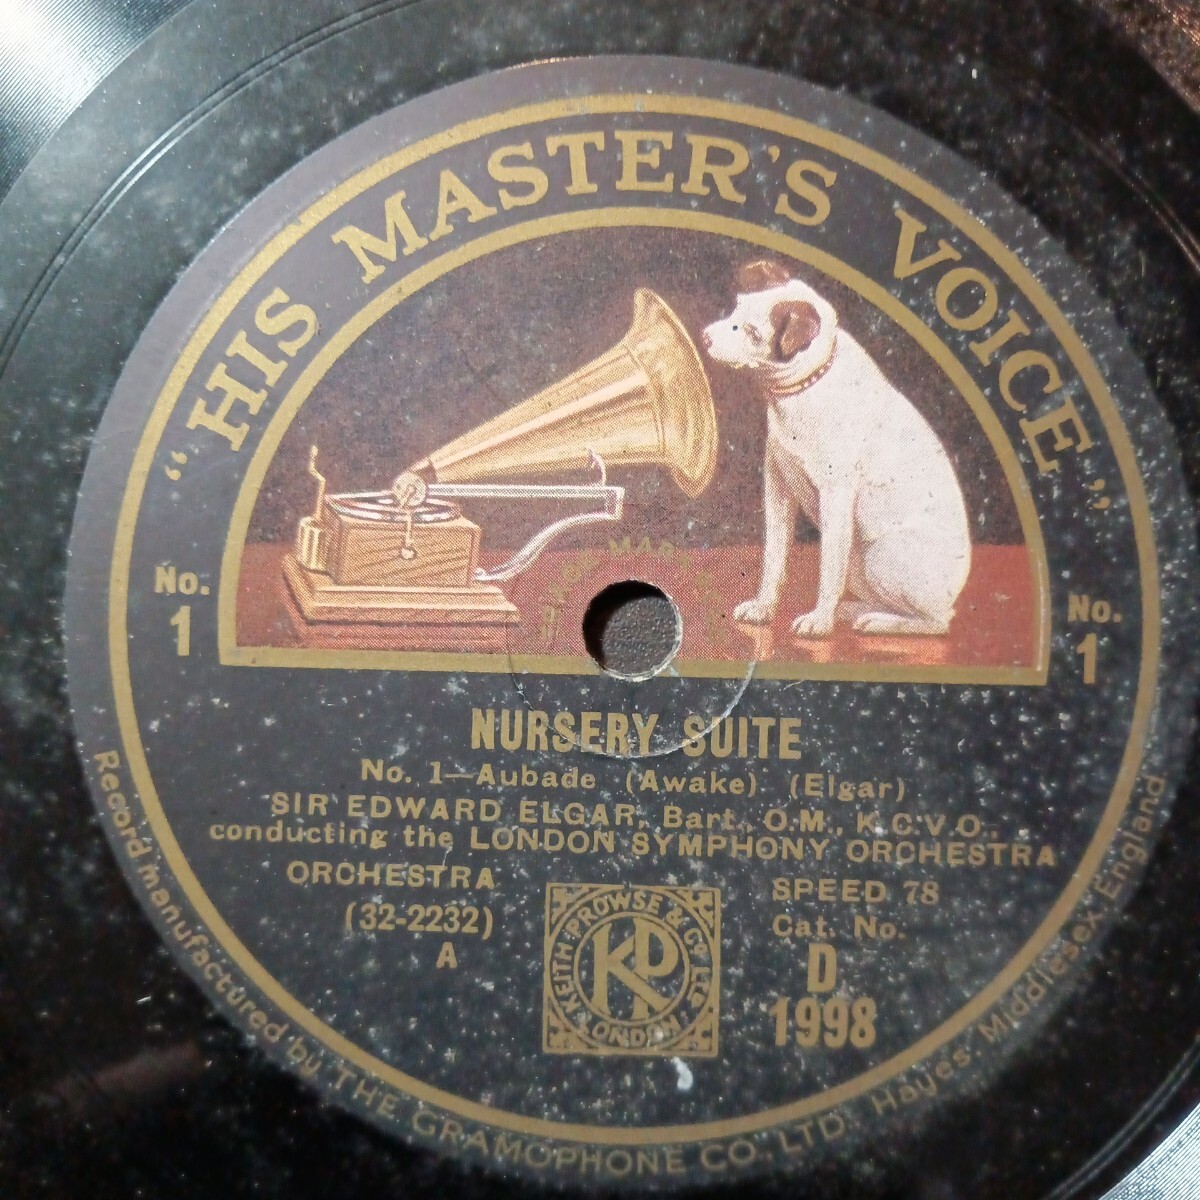 “HIS MASTER'S VOICE”
No.
1
No.
1
NURSERY SUITE
No. 1—Aubade (Awake) (Elgar)
SIR EDWARD ELGAR, Bart., O.M., K.C.V.O.,
conducting the LONDON SYMPHONY ORCHESTRA
ORCHESTRA
(32-2232)
A
SPEED 78
Cat. No.
D
1998
KEITH PROWSE & Co LTD
KP
LONDON
Record manufactured by THE GRAMOPHONE CO., LTD. Hayes. Middlesex. England